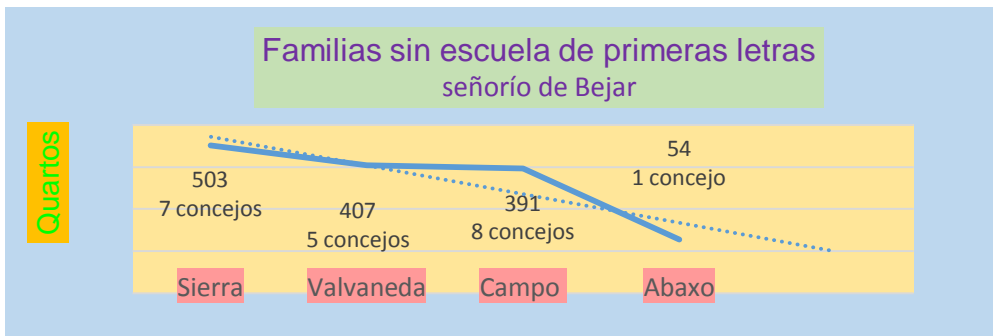 Familias sin escuela de primeras letras
señorío de Bejar
Quartos
503
7 concejos
407
5 concejos
391
8 concejos
54
1 concejo
Sierra
Valvaneda
Campo
Abaxo